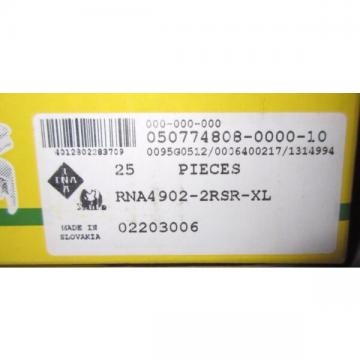 000-000-000
050774808-0000-10
4012802283709
0095G0512/0006400217/1314994
25 PIECES
INA
RNA4902-2RSR-XL
MADE IN
SLOVAKIA
02203006